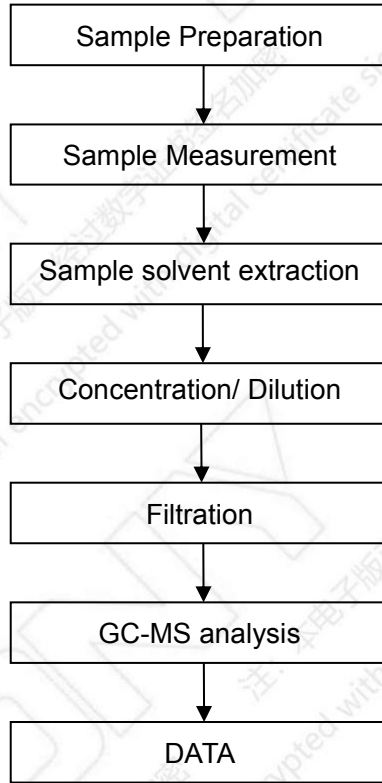 Sample Preparation
Sample Measurement
Sample solvent extraction
Concentration/ Dilution
Filtration
GC-MS analysis
DATA